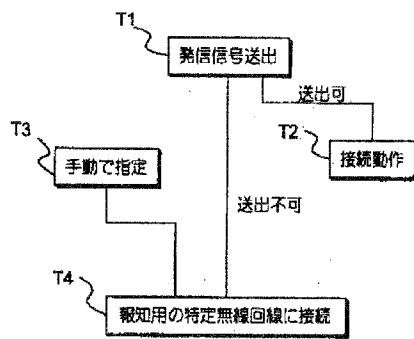 T1
発信信号送出
送出可
T2
接続動作
T3
手動で指定
送出不可
T4
報知用の特定無線回線に接続